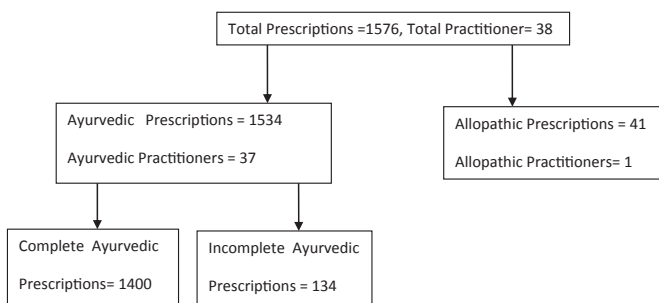 Total Prescriptions =1576, Total Practitioner= 38
Ayurvedic Prescriptions = 1534
Ayurvedic Practitioners = 37
Allopathic Prescriptions = 41
Allopathic Practitioners= 1
Complete Ayurvedic
Prescriptions= 1400
Incomplete Ayurvedic
Prescriptions = 134